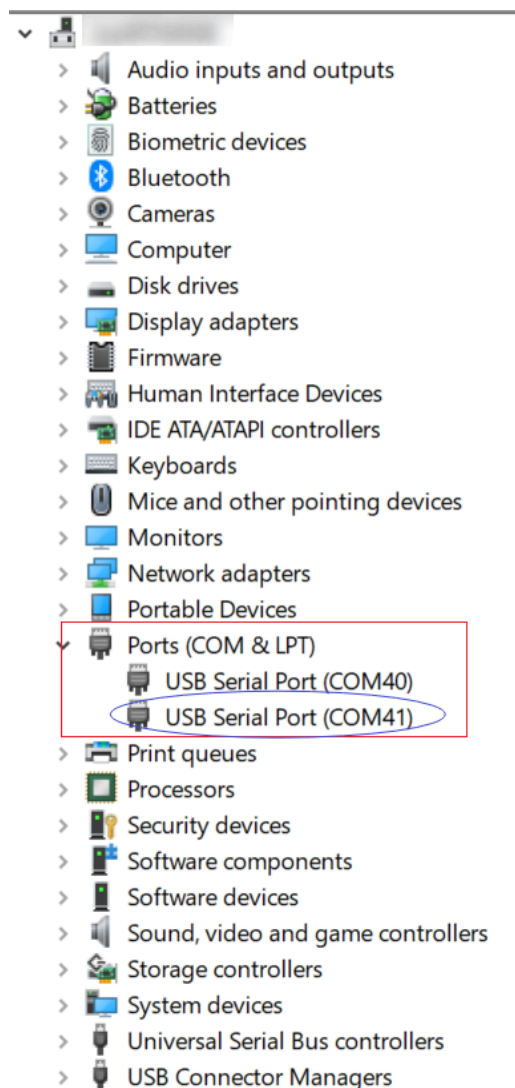 Audio inputs and outputs
Batteries
Biometric devices
Bluetooth
Cameras
Computer
Disk drives
Display adapters
Firmware
Human Interface Devices
IDE ATA/ATAPI controllers
Keyboards
Mice and other pointing devices
Monitors
Network adapters
Portable Devices
Ports (COM & LPT)
USB Serial Port (COM40)
USB Serial Port (COM41)
Print queues
Processors
Security devices
Software components
Software devices
Sound, video and game controllers
Storage controllers
System devices
Universal Serial Bus controllers
USB Connector Managers